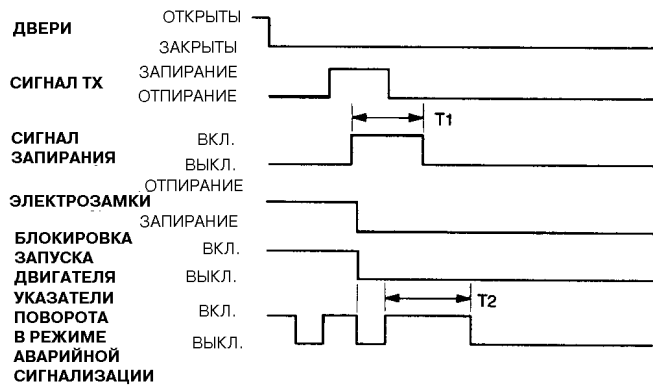 ДВЕРИ
ОТКРЫТЫ
ЗАКРЫТЫ
СИГНАЛ ТХ
ЗАПИРАНИЕ
ОТПИРАНИЕ
T1
СИГНАЛ
ЗАПИРАНИЯ
ВКЛ.
ВЫКЛ.
ЭЛЕКТРОЗАМКИ
ОТПИРАНИЕ
ЗАПИРАНИЕ
БЛОКИРОВКА
ЗАПУСКА
ДВИГАТЕЛЯ
ВКЛ.
ВЫКЛ.
T2
УКАЗАТЕЛИ
ПОВОРОТА
В РЕЖИМЕ
АВАРИЙНОЙ
СИГНАЛИЗАЦИИ
ВКЛ.
ВЫКЛ.